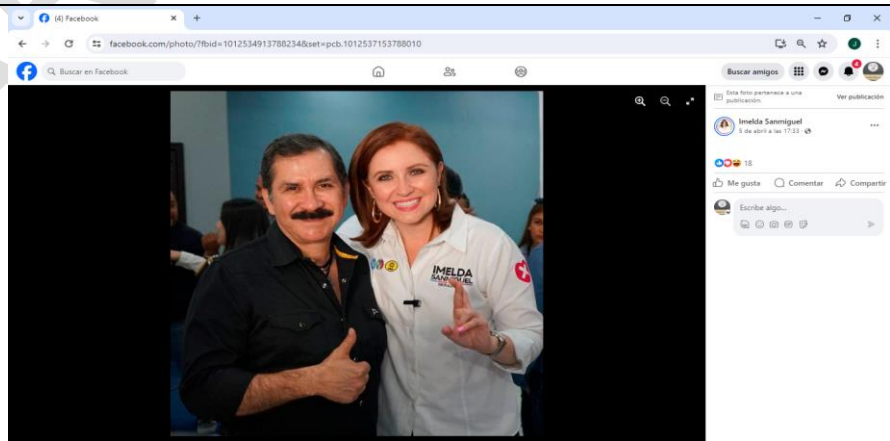 (4) Facebook
facebook.com/photo/?fbid=1012534913788234&set=pcb.1012537153788010
J
Buscar en Facebook
Buscar amigos
4
Esta foto pertenece a una
publicación.
Ver publicación
Imelda Sanmiguel
5 de abril a las 17:33
18
Me gusta
Comentar
Compartir
Escribe algo...
IMELDA
SANMIGUEL